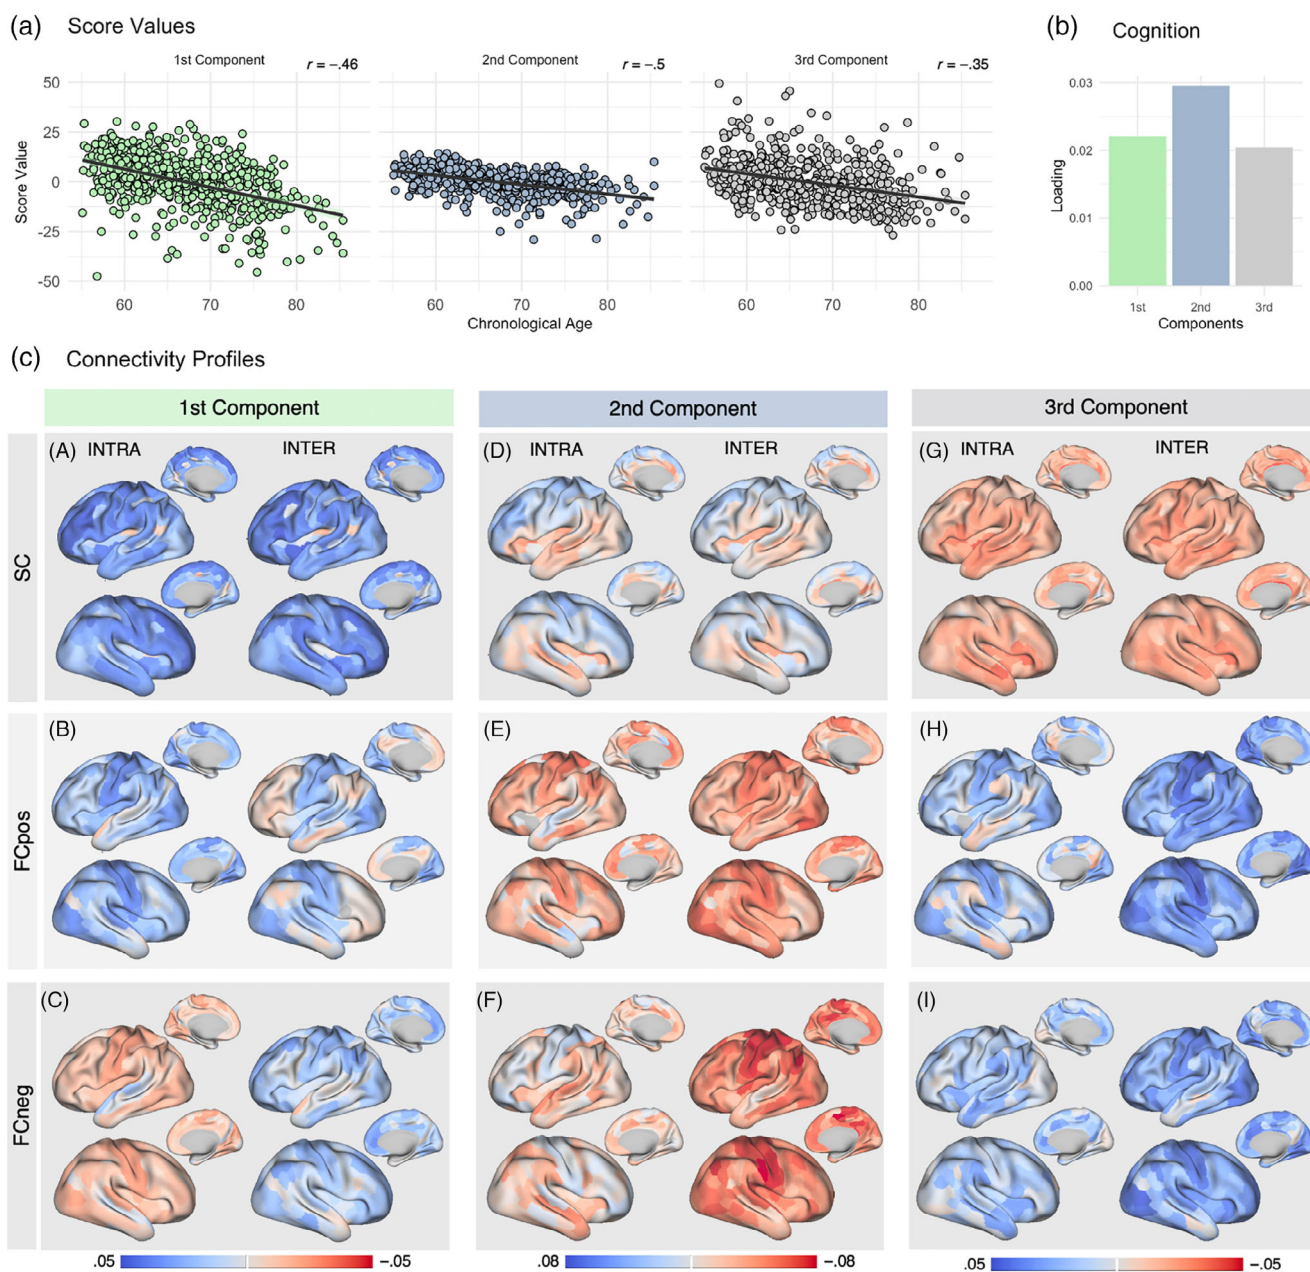 (a) Score Values
1st Component r = –.46
2nd Component r = –.5
3rd Component r = –.35
50
25
0
-25
-50
Score Value
60 70 80
60 70 80
60 70 80
Chronological Age
(b) Cognition
0.03
0.02
0.01
0.00
Loading
1st 2nd 3rd
Components
(c) Connectivity Profiles
1st Component 2nd Component 3rd Component
SC
(A) INTRA INTER
(D) INTRA INTER
(G) INTRA INTER
FCpos
(B)
(E)
(H)
FCneg
(C)
(F)
(I)
.05 –.05
.08 –.08
.05 –.05